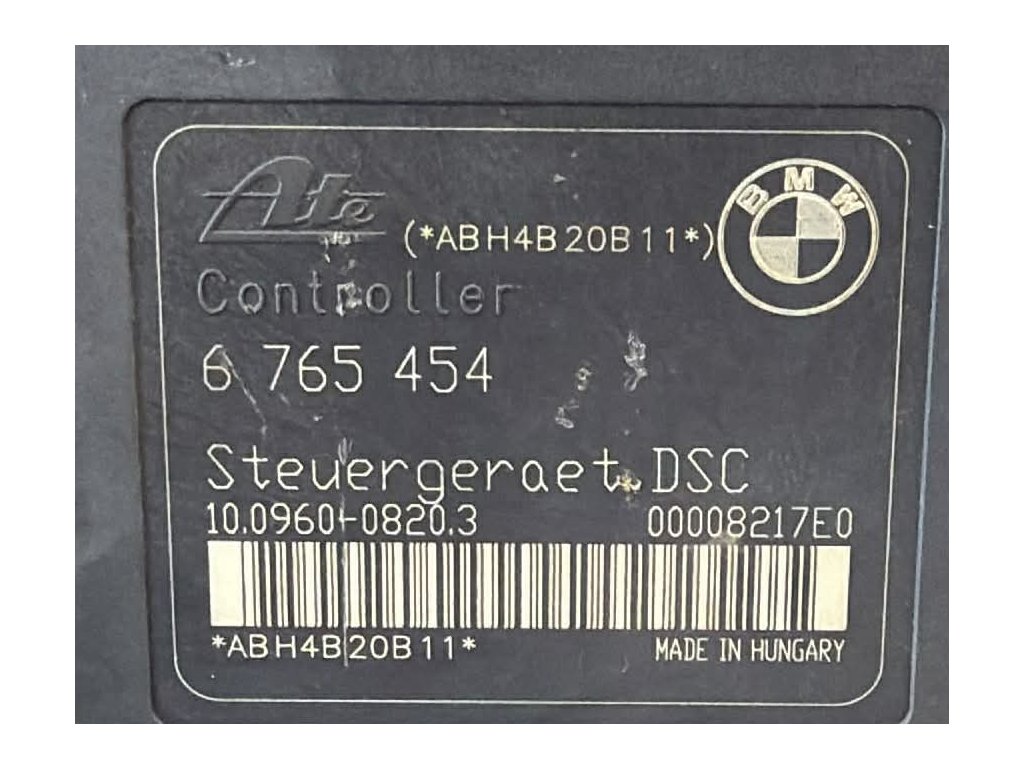 Ate
(*ABH4B20B11*)
BMW
Controller
6 765 454
Steuergeraet DSC
10.0960-0820.3
00008217E0
*ABH4B20B11*
MADE IN HUNGARY